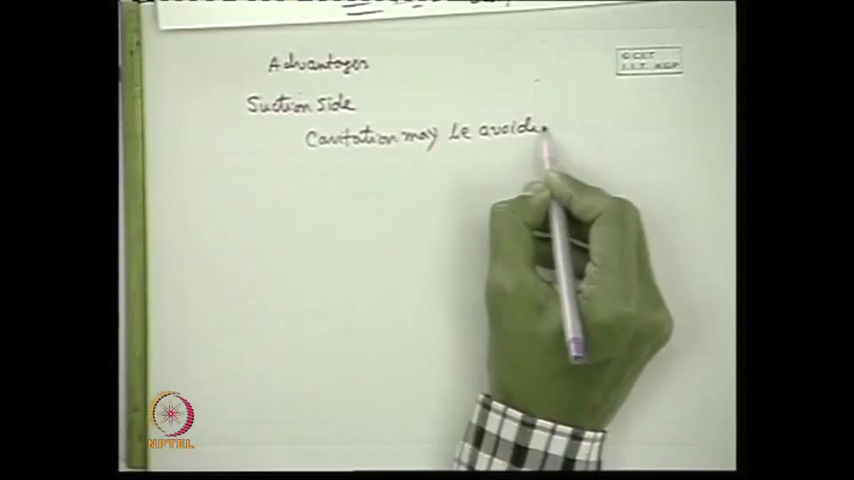 Advantages
Suction side
Cavitation may be avoide
© CET
I.I.T. KGP
NPTEL